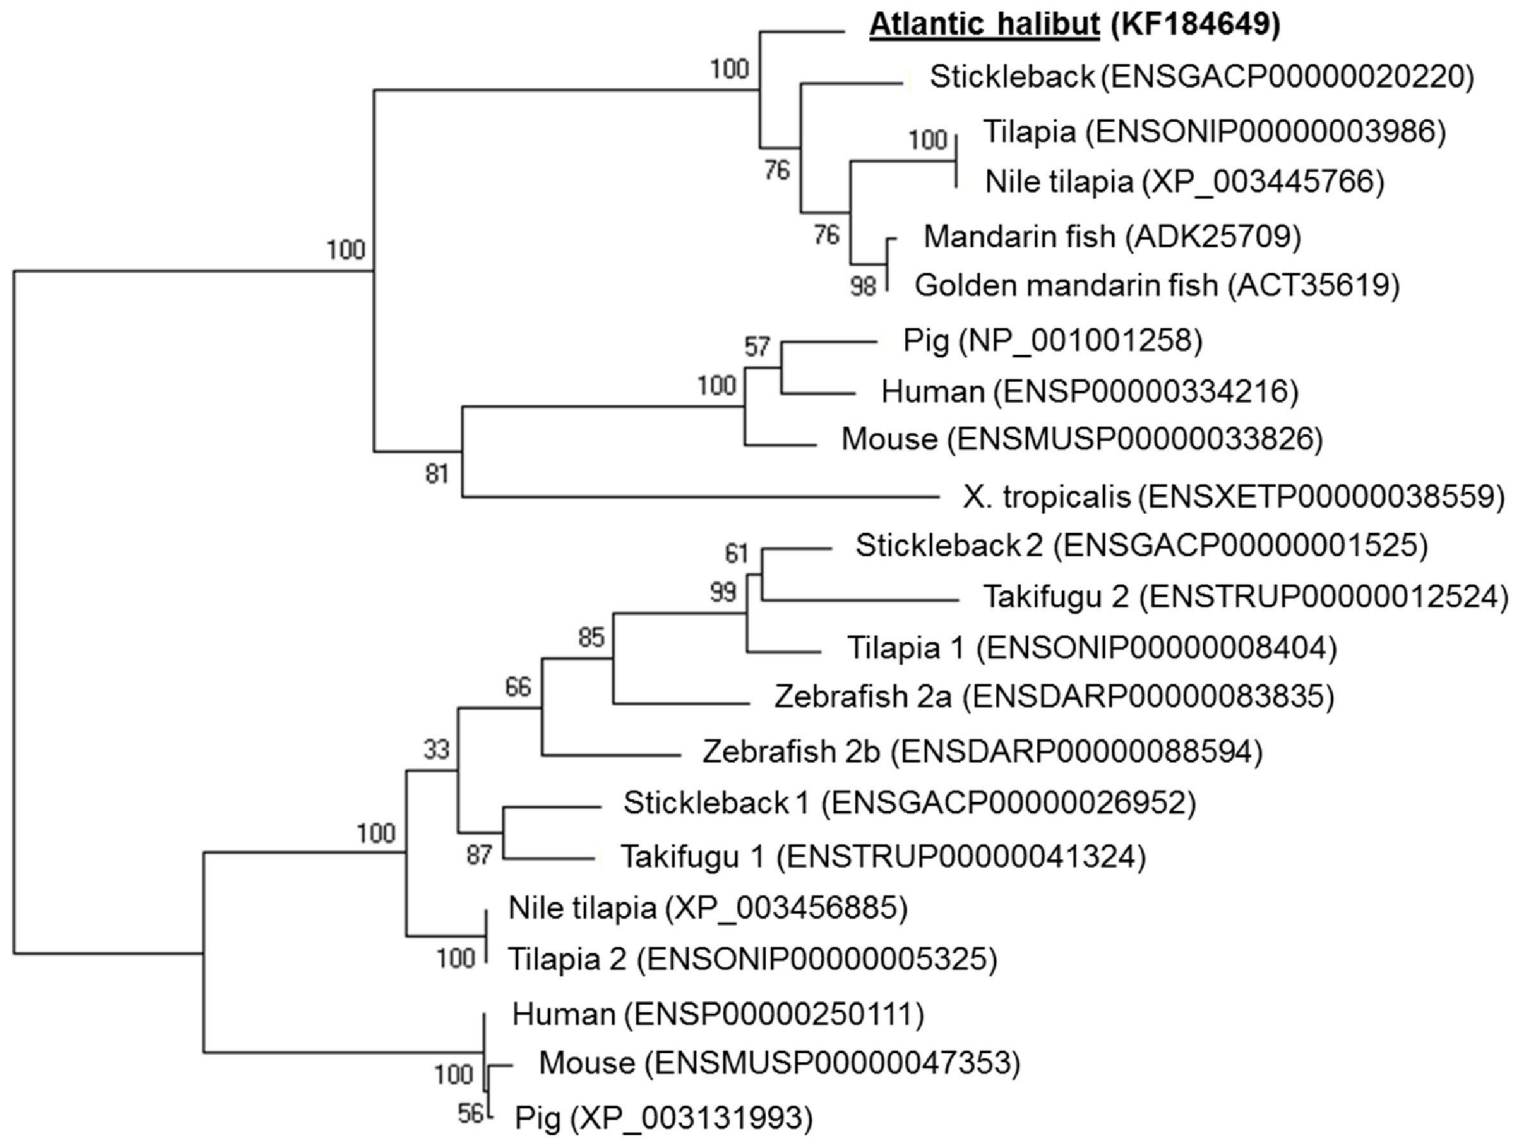 Atlantic halibut (KF184649)
100
Stickleback (ENSGACP00000020220)
Tilapia (ENSONIP00000003986)
100
76
Nile tilapia (XP_003445766)
76
Mandarin fish (ADK25709)
100
98
Golden mandarin fish (ACT35619)
57
Pig (NP_001001258)
100
Human (ENSP00000334216)
Mouse (ENSMUSP00000033826)
81
X. tropicalis (ENSXETP00000038559)
61
Stickleback 2 (ENSGACP00000001525)
99
Takifugu 2 (ENSTRUP00000012524)
85
Tilapia 1 (ENSONIP00000008404)
66
Zebrafish 2a (ENSDARP00000083835)
33
Zebrafish 2b (ENSDARP00000088594)
Stickleback 1 (ENSGACP00000026952)
100
87
Takifugu 1 (ENSTRUP00000041324)
Nile tilapia (XP_003456885)
100
Tilapia 2 (ENSONIP00000005325)
Human (ENSP00000250111)
100
Mouse (ENSMUSP00000047353)
56
Pig (XP_003131993)